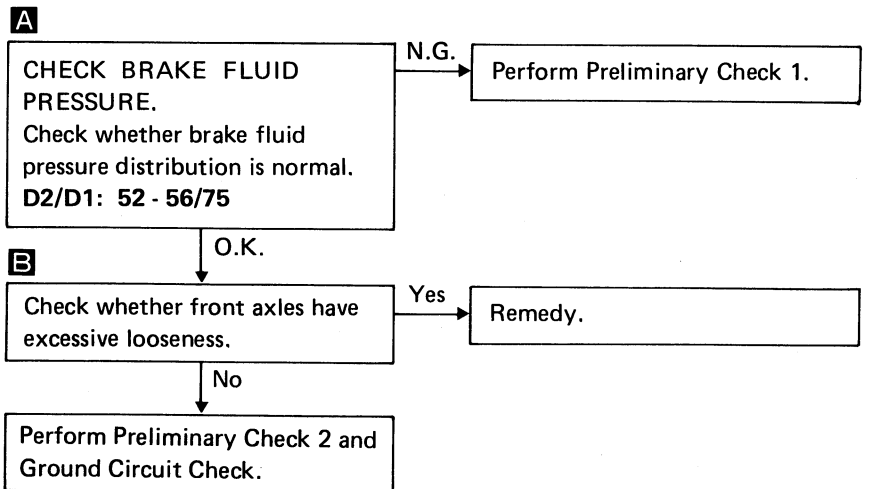 A
CHECK BRAKE FLUID
PRESSURE.
Check whether brake fluid
pressure distribution is normal.
D2/D1: 52 - 56/75
N.G.
Perform Preliminary Check 1.
O.K.
B
Check whether front axles have
excessive looseness.
Yes
Remedy.
No
Perform Preliminary Check 2 and
Ground Circuit Check.